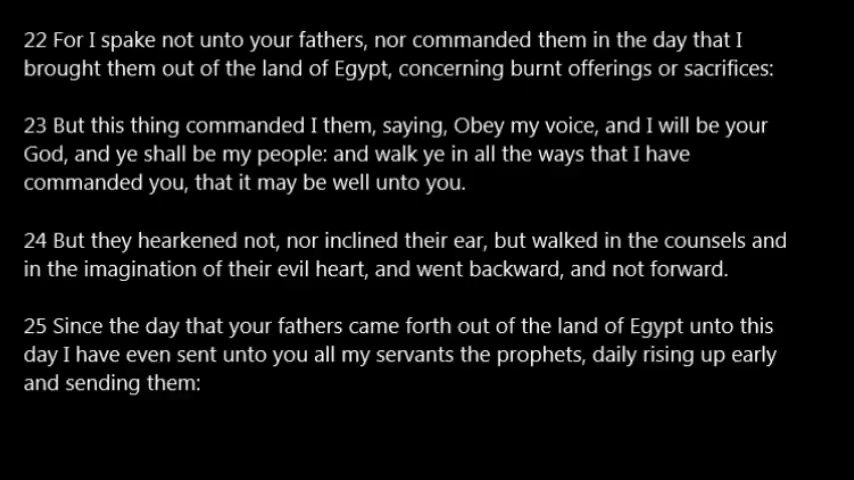 22 For I spake not unto your fathers, nor commanded them in the day that I
brought them out of the land of Egypt, concerning burnt offerings or sacrifices:
23 But this thing commanded I them, saying, Obey my voice, and I will be your
God, and ye shall be my people: and walk ye in all the ways that I have
commanded you, that it may be well unto you.
24 But they hearkened not, nor inclined their ear, but walked in the counsels and
in the imagination of their evil heart, and went backward, and not forward.
25 Since the day that your fathers came forth out of the land of Egypt unto this
day I have even sent unto you all my servants the prophets, daily rising up early
and sending them: